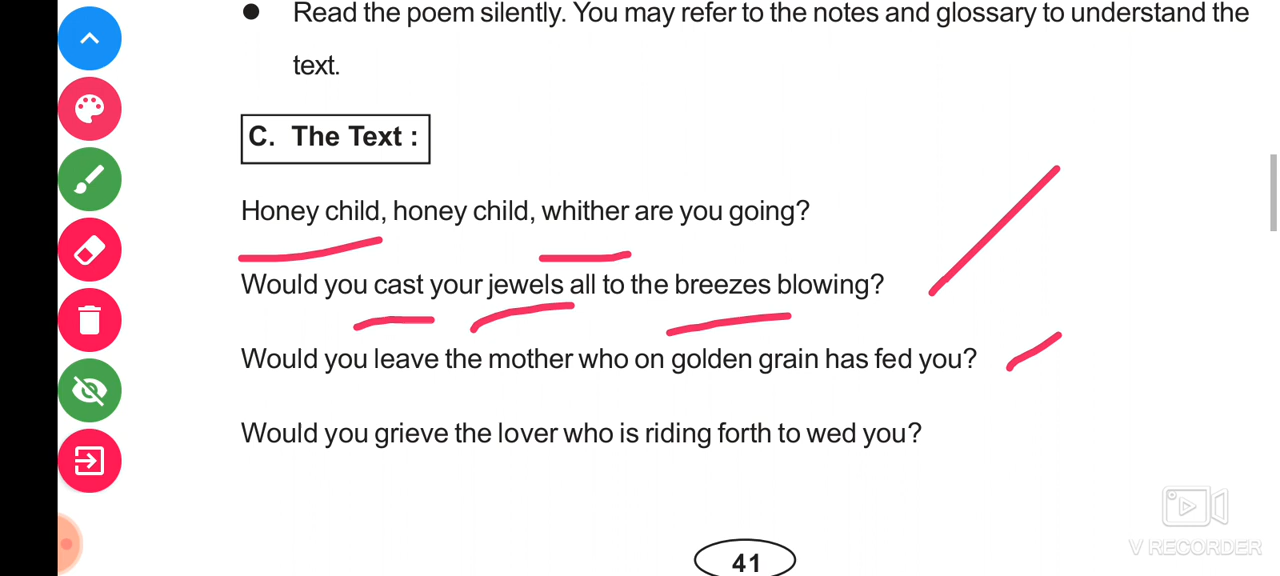 ● Read the poem silently. You may refer to the notes and glossary to understand the
text.
C. The Text :
Honey child, honey child, whither are you going?
Would you cast your jewels all to the breezes blowing?
Would you leave the mother who on golden grain has fed you?
Would you grieve the lover who is riding forth to wed you?
41
V RECORDER